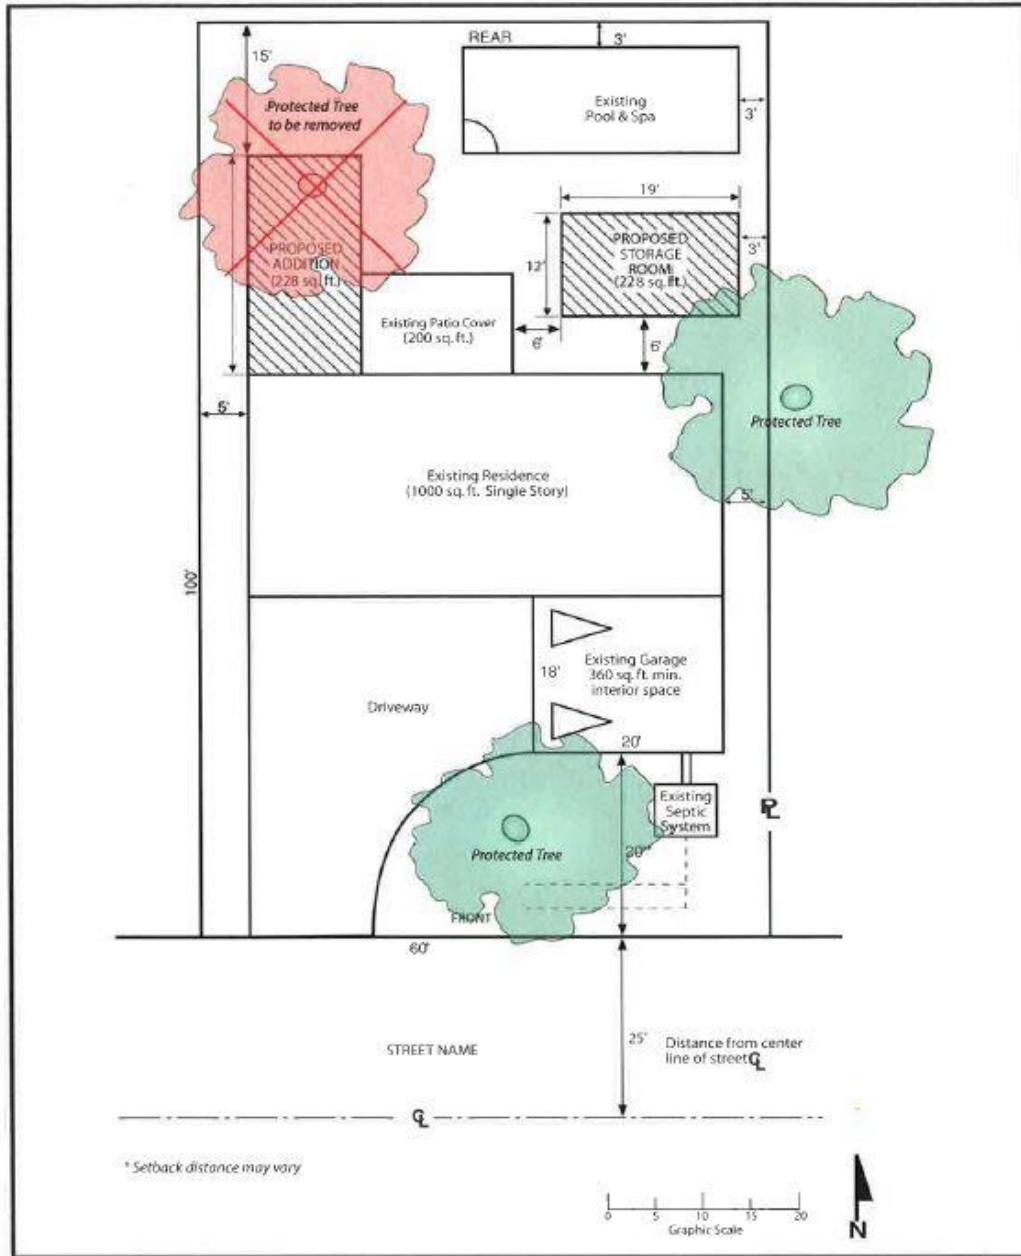 REAR
3'
15'
Protected Tree
to be removed
Existing
Pool & Spa
3'
19'
PROPOSED
STORAGE
ROOM
(228 sq.ft.)
12'
3'
PROPOSED
ADDITION
(228 sq.ft.)
Existing Patio Cover
(200 sq. ft.)
6'
6'
5'
Protected Tree
Existing Residence
(1000 sq. ft. Single Story)
5'
100'
Existing Garage
360 sq. ft. min.
interior space
18'
Driveway
20'
Existing
Septic
System
PL
Protected Tree
20'*
FRONT
60'
STREET NAME
25'
Distance from center
line of street CL
CL
* Setback distance may vary
0 5 10 15 20
Graphic Scale
N